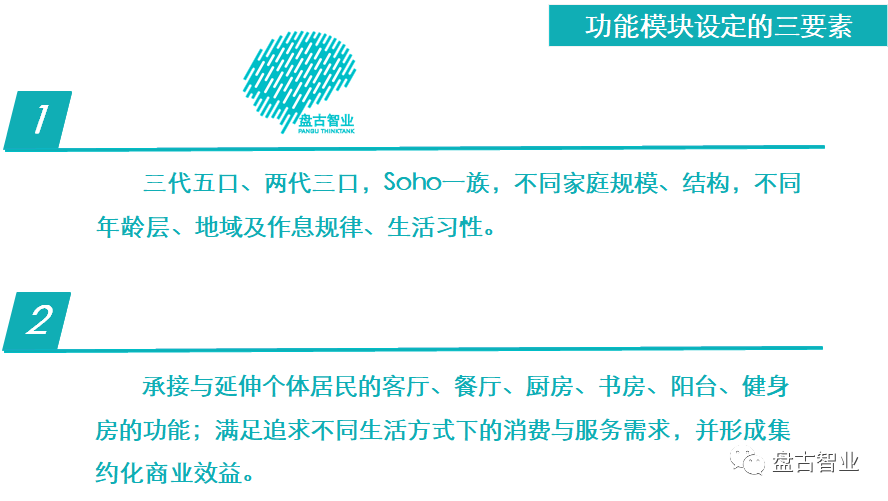 功能模块设定的三要素
盘古智业
PANGU THINKTANK
1
三代五口、两代三口，Soho一族，不同家庭规模、结构，不同
年龄层、地域及作息规律、生活习性。
2
承接与延伸个体居民的客厅、餐厅、厨房、书房、阳台、健身
房的功能；满足追求不同生活方式下的消费与服务需求，并形成集
约化商业效益。
盘古智业